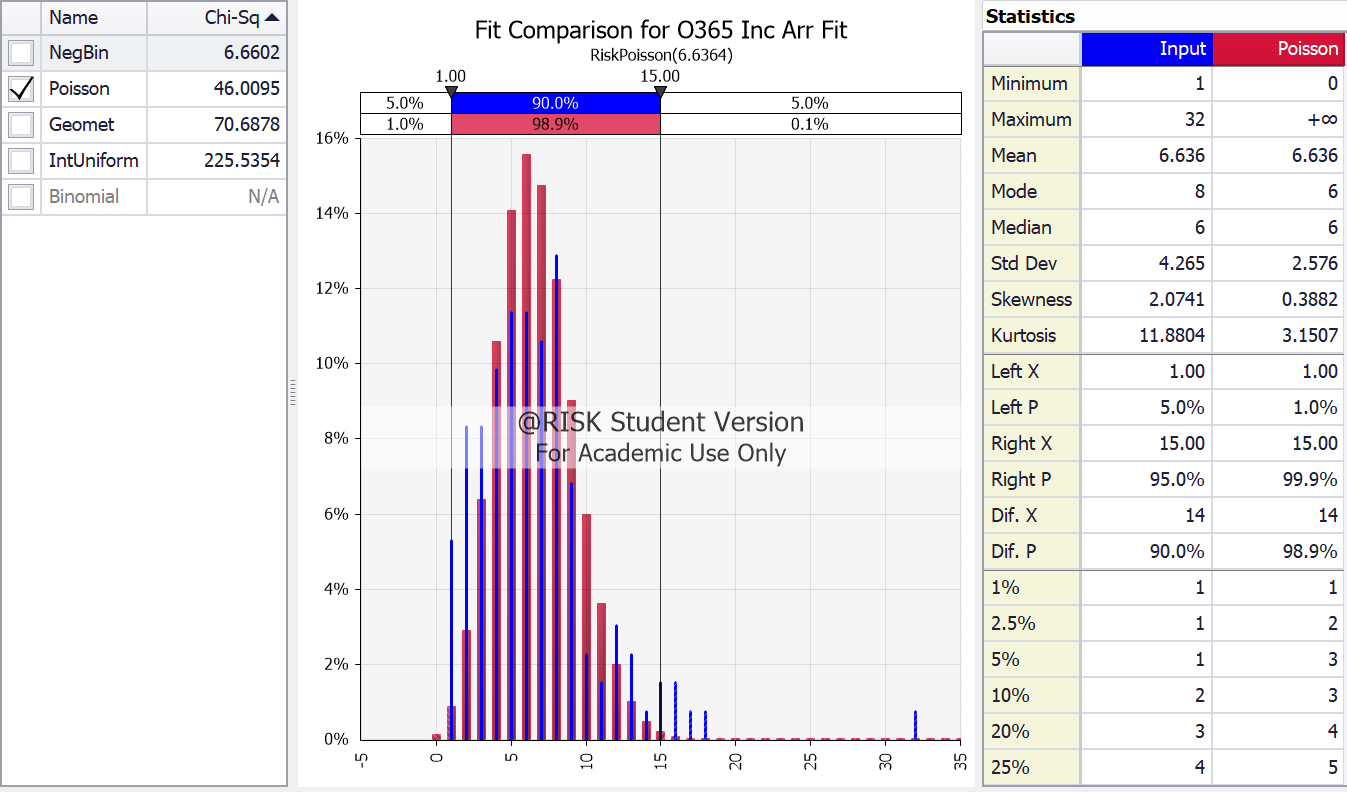 Name Chi-Sq
NegBin 6.6602
Poisson 46.0095
Geomet 70.6878
IntUniform 225.5354
Binomial N/A
Fit Comparison for O365 Inc Arr Fit
RiskPoisson(6.6364)
1.00 15.00
5.0% 90.0% 5.0%
1.0% 98.9% 0.1%
16%
14%
12%
10%
8%
6%
4%
2%
0%
-5 0 5 10 15 20 25 30 35
@RISK Student Version
For Academic Use Only
Statistics
Input Poisson
Minimum 1 0
Maximum 32 +∞
Mean 6.636 6.636
Mode 8 6
Median 6 6
Std Dev 4.265 2.576
Skewness 2.0741 0.3882
Kurtosis 11.8804 3.1507
Left X 1.00 1.00
Left P 5.0% 1.0%
Right X 15.00 15.00
Right P 95.0% 99.9%
Dif. X 14 14
Dif. P 90.0% 98.9%
1% 1 1
2.5% 1 2
5% 1 3
10% 2 3
20% 3 4
25% 4 5